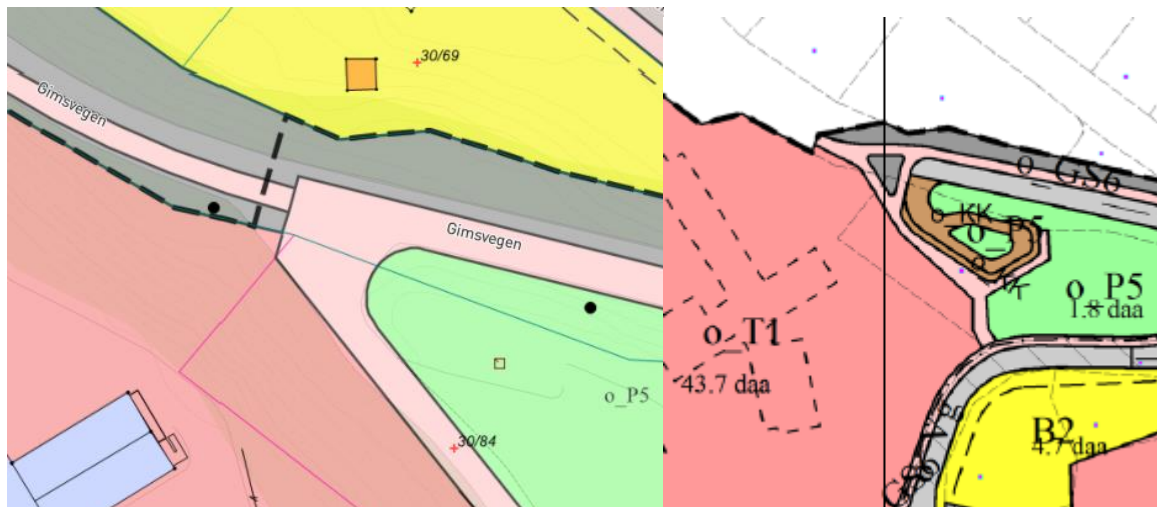 30/69
Gimsvegen
Gimsvegen
o_P5
30/84
o_GS6
o_KK
o_P5
o_P5
1.8 daa
o_T1
43.7 daa
B2
4.7 daa